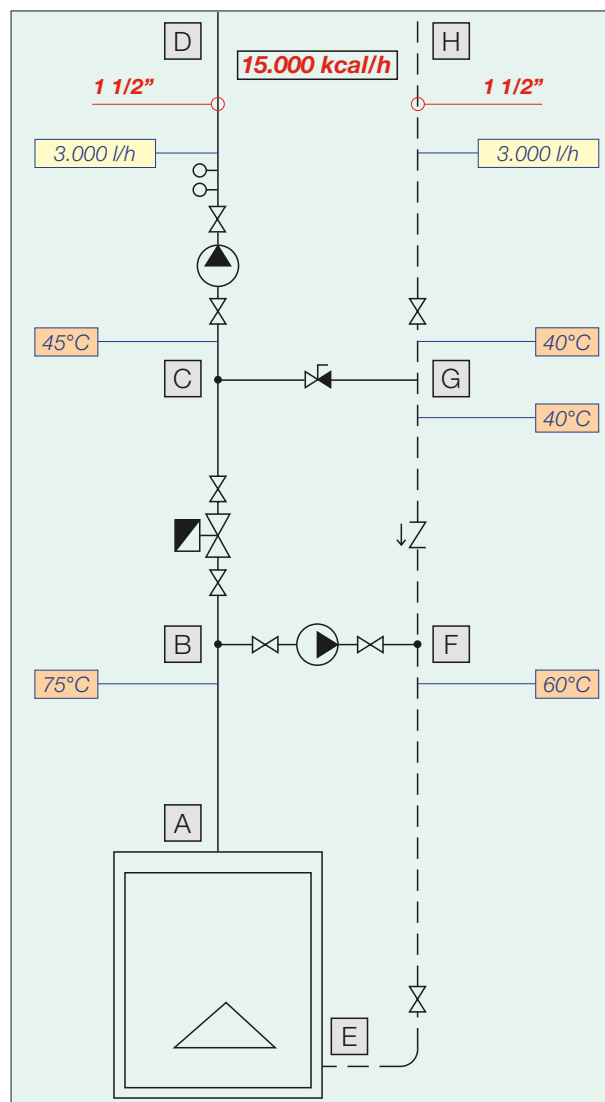 D
H
15.000 kcal/h
1 1/2”
1 1/2”
3.000 l/h
3.000 l/h
45°C
40°C
C
G
40°C
B
F
75°C
60°C
A
E